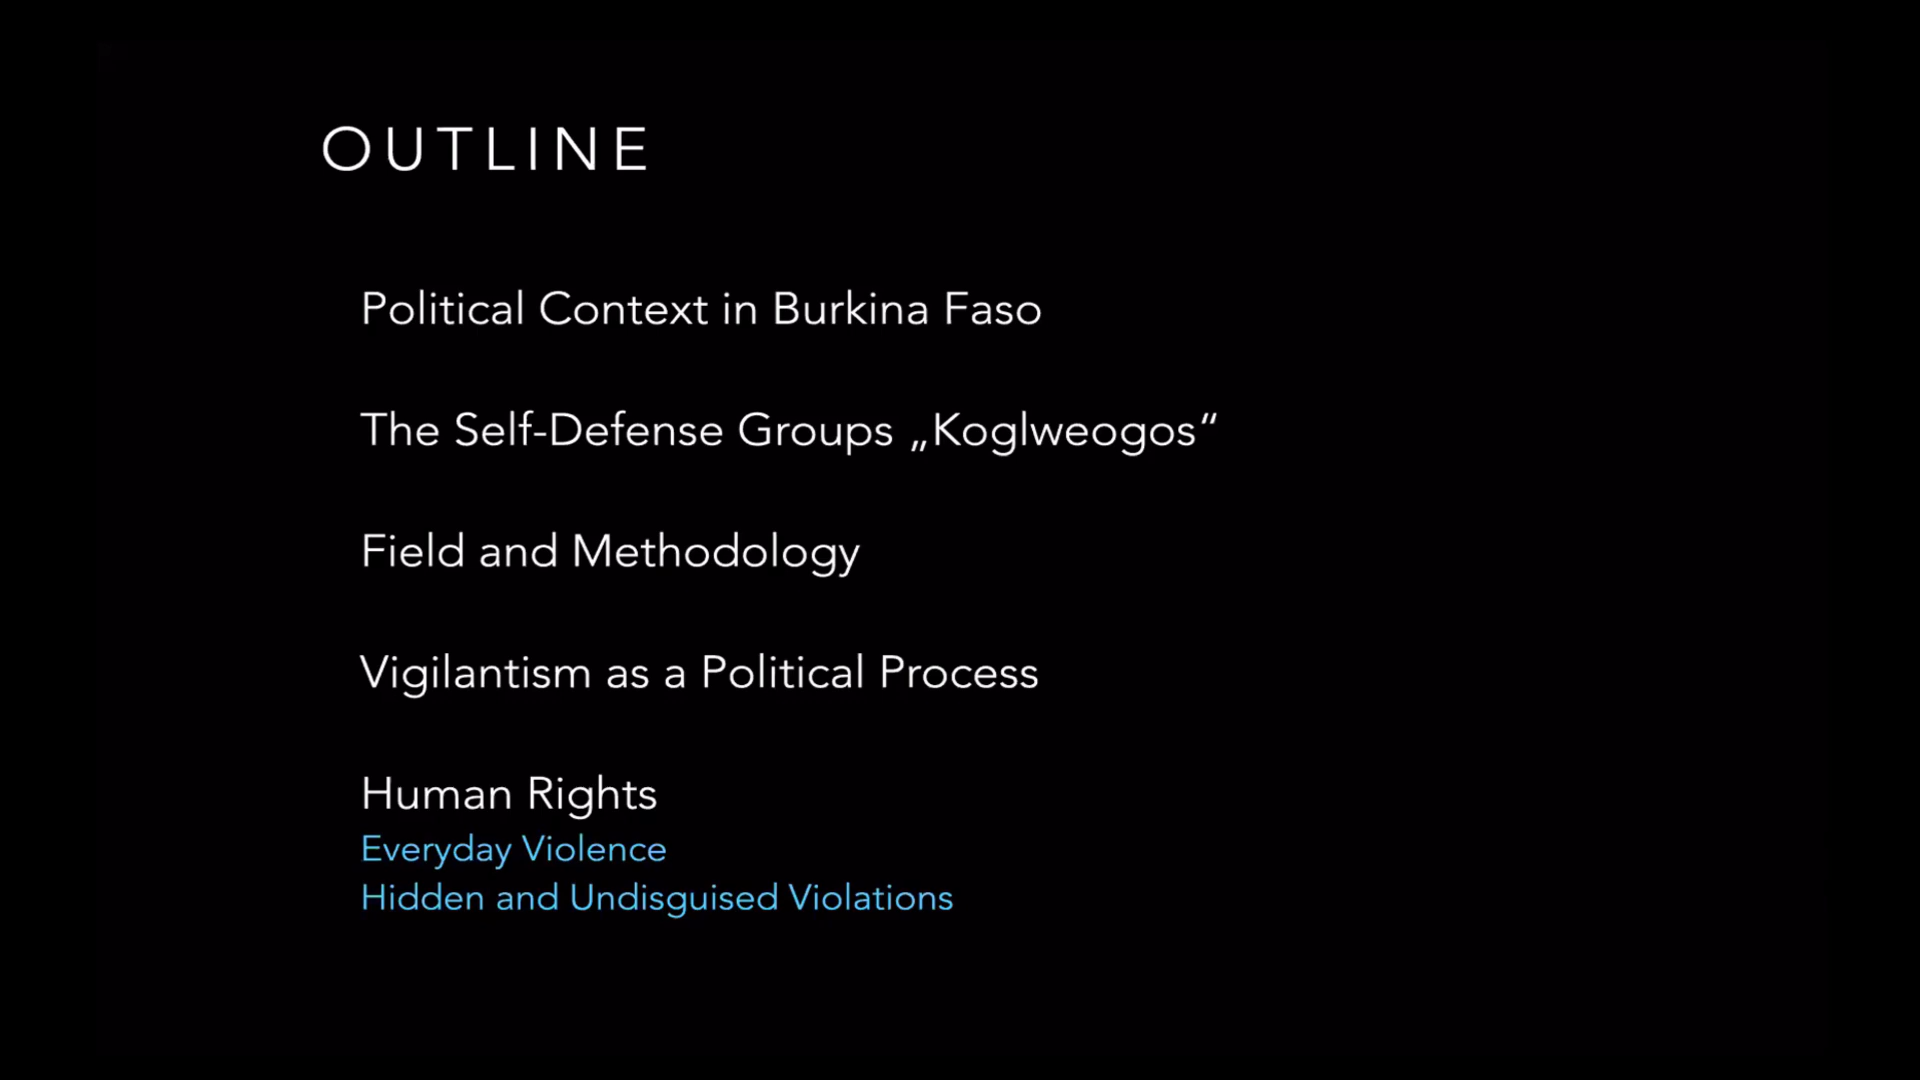 OUTLINE
Political Context in Burkina Faso
The Self-Defense Groups „Koglweogos“
Field and Methodology
Vigilantism as a Political Process
Human Rights
Everyday Violence
Hidden and Undisguised Violations